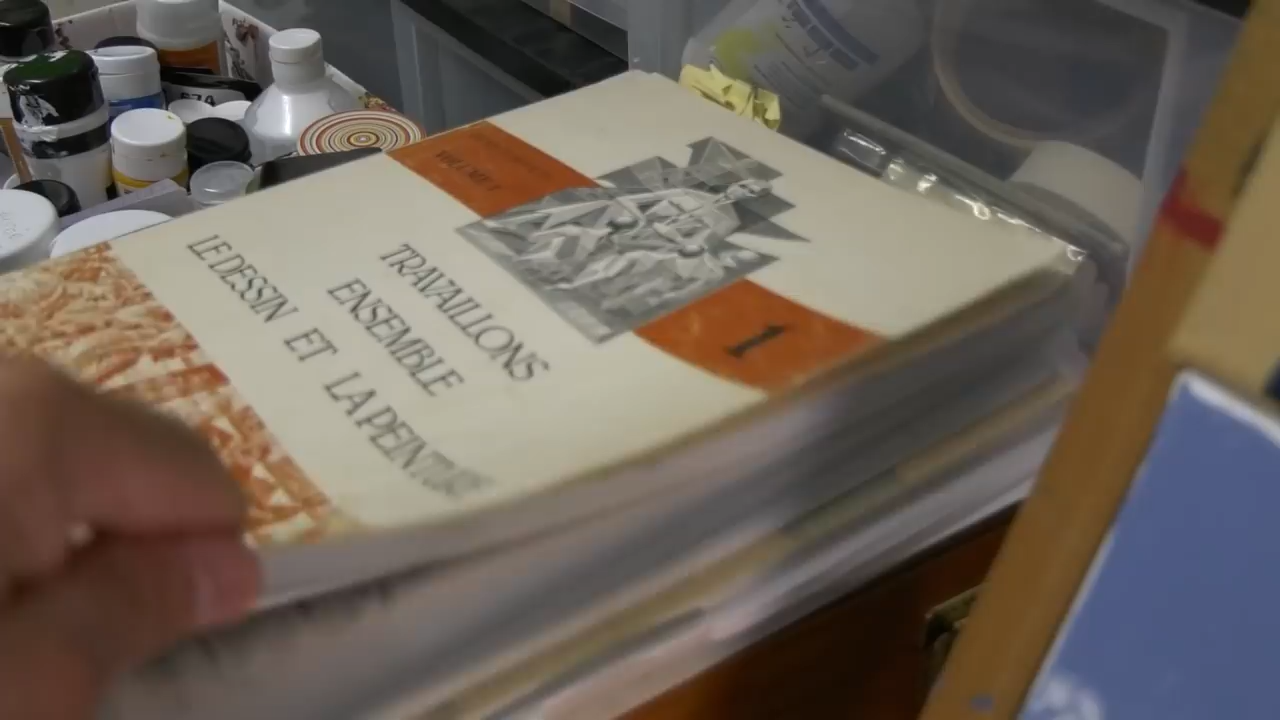 VOLUME 1
1
TRAVAILLONS
ENSEMBLE
LE DESSIN ET LA PEINTURE